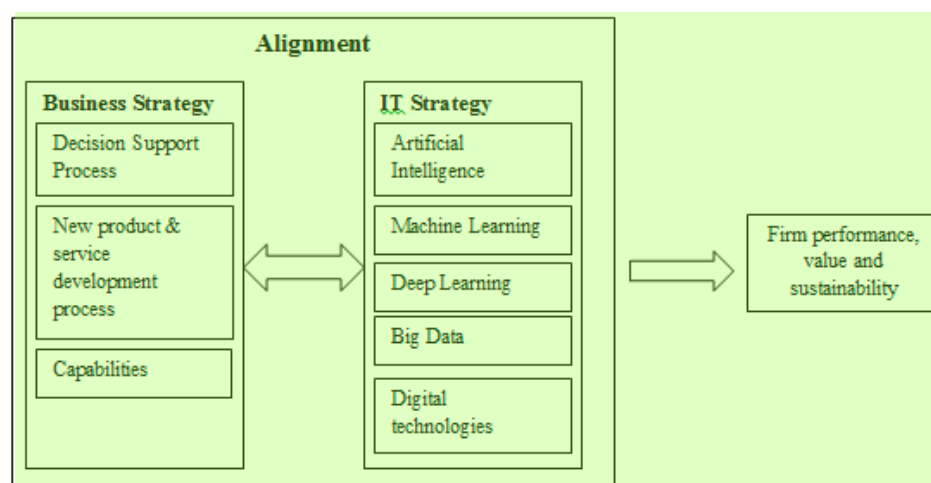 Alignment
Business Strategy
Decision Support
Process
New product &
service
development
process
Capabilities
IT Strategy
Artificial
Intelligence
Machine Learning
Deep Learning
Big Data
Digital
technologies
Firm performance,
value and
sustainability